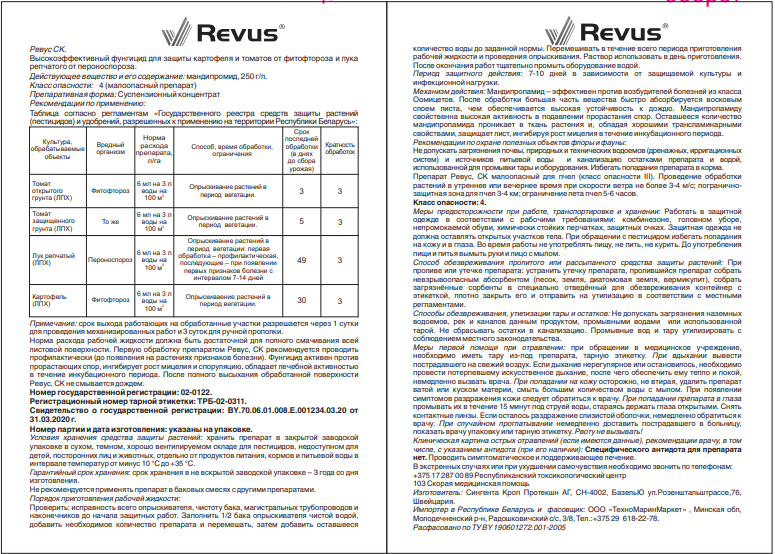 Revus®
Ревус СК.
Высокоэффективный фунгицид для защиты картофеля и томатов от фитофтороза и лука
репчатого от пероноспороза.
Действующее вещество и его содержание: мандипромид, 250 г/л.
Класс опасности: 4 (малоопасный препарат)
Препаративная форма: Суспензионный концентрат
Рекомендации по применению:
Таблица согласно регламентам «Государственного реестра средств защиты растений
(пестицидов) и удобрений, разрешенных к применению на территории Республики Беларусь»:
Культура, обрабатываемые объекты | Вредный организм | Норма расхода препарата, л/га | Способ, время обработки, ограничения | Срок последней обработки (в днях до сбора урожая) | Кратность обработок
Томат открытого грунта (ЛПХ) | Фитофтороз | 6 мл на 3 л воды на 100 м² | Опрыскивание растений в период вегетации. | 3 | 3
Томат защищенного грунта (ЛПХ) | То же | 6 мл на 3 л воды на 100 м² | Опрыскивание растений в период вегетации. | 5 | 3
Лук репчатый (ЛПХ) | Пероноспороз | 6 мл на 3 л воды на 100 м² | Опрыскивание растений в период вегетации: первая обработка – профилактическая, последующие – при появлении первых признаков болезни с интервалом 7-14 дней | 49 | 3
Картофель (ЛПХ) | Фитофтороз | 6 мл на 3 л воды на 100 м² | Опрыскивание растений в период вегетации. | 30 | 3
Примечание: срок выхода работающих на обработанные участки разрешается через 1 сутки
для проведения механизированных работ и 3 суток для ручной прополки.
Норма расхода рабочей жидкости должна быть достаточной для полного смачивания всей
листовой поверхности. Первую обработку препаратом Ревус, СК рекомендуется проводить
профилактически (до появления на растениях признаков болезни). Фунгицид активен против
прорастающих спор, ингибирует рост мицелия и споруляцию, обладает лечебной активностью
в течение инкубационного периода. После полного высыхания обработанной поверхности
Ревус, СК не смывается дождем.
Номер государственной регистрации: 02-0122.
Регистрационный номер тарной этикетки: ТРБ-02-0311.
Свидетельство о государственной регистрации: BY.70.06.01.008.E.001234.03.20 от
31.03.2020 г.
Номер партии и дата изготовления: указаны на упаковке.
Условия хранения средства защиты растений: хранить препарат в закрытой заводской
упаковке в сухом, темном, хорошо вентилируемом складе для пестицидов, недоступном для
детей, посторонних лиц и животных, отдельно от продуктов питания, кормов и питьевой воды в
интервале температур от минус 10 °С до +35 °С.
Гарантийный срок хранения: срок хранения в не вскрытой заводской упаковке – 3 года со дня
изготовления.
Не рекомендуется применять препарат в баковых смесях с другими препаратами.
Порядок приготовления рабочей жидкости:
Проверить: исправность всего опрыскивателя, чистоту бака, магистральных трубопроводов и
наконечников до начала защитных работ. Заполнить 1/2 бака опрыскивателя чистой водой,
добавить необходимое количество препарата и перемешать, затем добавить оставшееся
Revus®
количество воды до заданной нормы. Перемешивать в течение всего периода приготовления
рабочей жидкости и проведения опрыскивания. Раствор использовать в день приготовления.
После окончания работ тщательно промыть оборудование водой.
Период защитного действия: 7-10 дней в зависимости от защищаемой культуры и
инфекционной нагрузки.
Механизм действия: Мандипромид – эффективен против возбудителей болезней из класса
Оомицетов. После обработки большая часть вещества быстро абсорбируется восковым
слоем листа, чем обеспечивается высокая устойчивость к дождю. Мандипромиду
свойственна высокая активность в подавлении прорастания спор. Оставшееся количество
мандипромида проникает в ткань растения и, обладая хорошими трансламинарными
свойствами, защищает лист, ингибируя рост мицелия в течение инкубационного периода.
Рекомендации по охране полезных объектов флоры и фауны:
Не допускать загрязнения почвы, природных и технических водоемов (дренажных, ирригационных
систем) и источников питьевой воды и канализацию остатками препарата и водой,
использованной для промывки тары и оборудования. Избегать попадания препарата в корма.
Препарат Ревус, СК малоопасный для пчел (класс опасности III). Проведение обработки
растений в утреннее или вечернее время при скорости ветра не более 3-4 м/с; погранично-
защитная зона для пчел 3-4 км; ограничение лета пчел 5-6 часов.
Класс опасности: 4.
Меры предосторожности при работе, транспортировке и хранении: Работать в защитной
одежде в соответствии с рабочими требованиями: комбинезоне, головном уборе,
непромокаемой обуви, химически стойких перчатках, защитных очках. Защитная одежда не
должна оставлять открытых участков тела. При обращении с пестицидом избегать попадания
на кожу и в глаза. Во время работы не употреблять пищу, не пить, не курить. До употребления
пищи и питья вымыть руки и лицо с мылом.
Способ обезвреживания пролитого или рассыпанного средства защиты растений: При
проливе или утечке препарата: устранить утечку препарата, пролившийся препарат собрать
невзрывоопасным абсорбентом (песок, земля, диатомовая земля, вермикулит), собрать
загрязнённые сорбенты в специально отведённый для обезвреживания контейнер с
этикеткой, плотно закрыть его и отправить на утилизацию в соответствии с местными
регламентами.
Способы обезвреживания, утилизации тары и остатков: Не допускать загрязнения наземных
водоемов, рек и каналов данным продуктом, промывными водами или использованной
тарой. Не сбрасывать остатки в канализацию. Промывные вод и тару утилизировать с
соблюдением местного законодательства.
Меры первой помощи при отравлении: при обращении в медицинское учреждение,
необходимо иметь тару из-под препарата, тарную этикетку. При вдыхании вывести
пострадавшего на свежий воздух. Если дыхание нерегулярное или остановилось, необходимо
провести потерпевшему искусственное дыхание, после чего обеспечить ему тепло и покой,
немедленно вызвать врача. При попадании на кожу осторожно, не втирая, удалить препарат
ватой или куском материи, смыть большим количеством воды с мылом. При появлении
симптомов раздражения кожи следует обратиться к врачу. При попадании препарата в глаза
промывать их в течение 15 минут под струей воды, стараясь держать глаза открытыми. Снять
контактные линзы. Если осталось раздражение слизистой оболочки, немедленно обратиться к
врачу. При случайном проглатывании немедленно доставить пострадавшего в больницу,
показать врачу упаковку или тарную этикетку. Рвоту не вызывать!
Клиническая картина острых отравлений (если имеются данные), рекомендации врачу, в том
числе, с указанием антидота (при его наличии): Специфического антидота для препарата
нет. Проводить симптоматическое и поддерживающее лечение.
В экстренных случаях или при ухудшении самочувствия необходимо звонить по телефонам:
+375 17 287 00 89 Республиканский токсикологический центр
103 Скорая медицинская помощь
Изготовитель: Сингента Кроп Протекшн АГ, СН-4002, Базель\Ю ул.Розенштальштрассе,76,
Швейцария.
Импортер в Республике Беларусь и фасовщик: ООО «ТехноМаринМаркет» , Минская обл,
Молодечненский р-н, Радошковичский с/с, 3/8, Тел.:+375 29 618-22-78.
Расфасовано по ТУ BY 190601272.001-2005